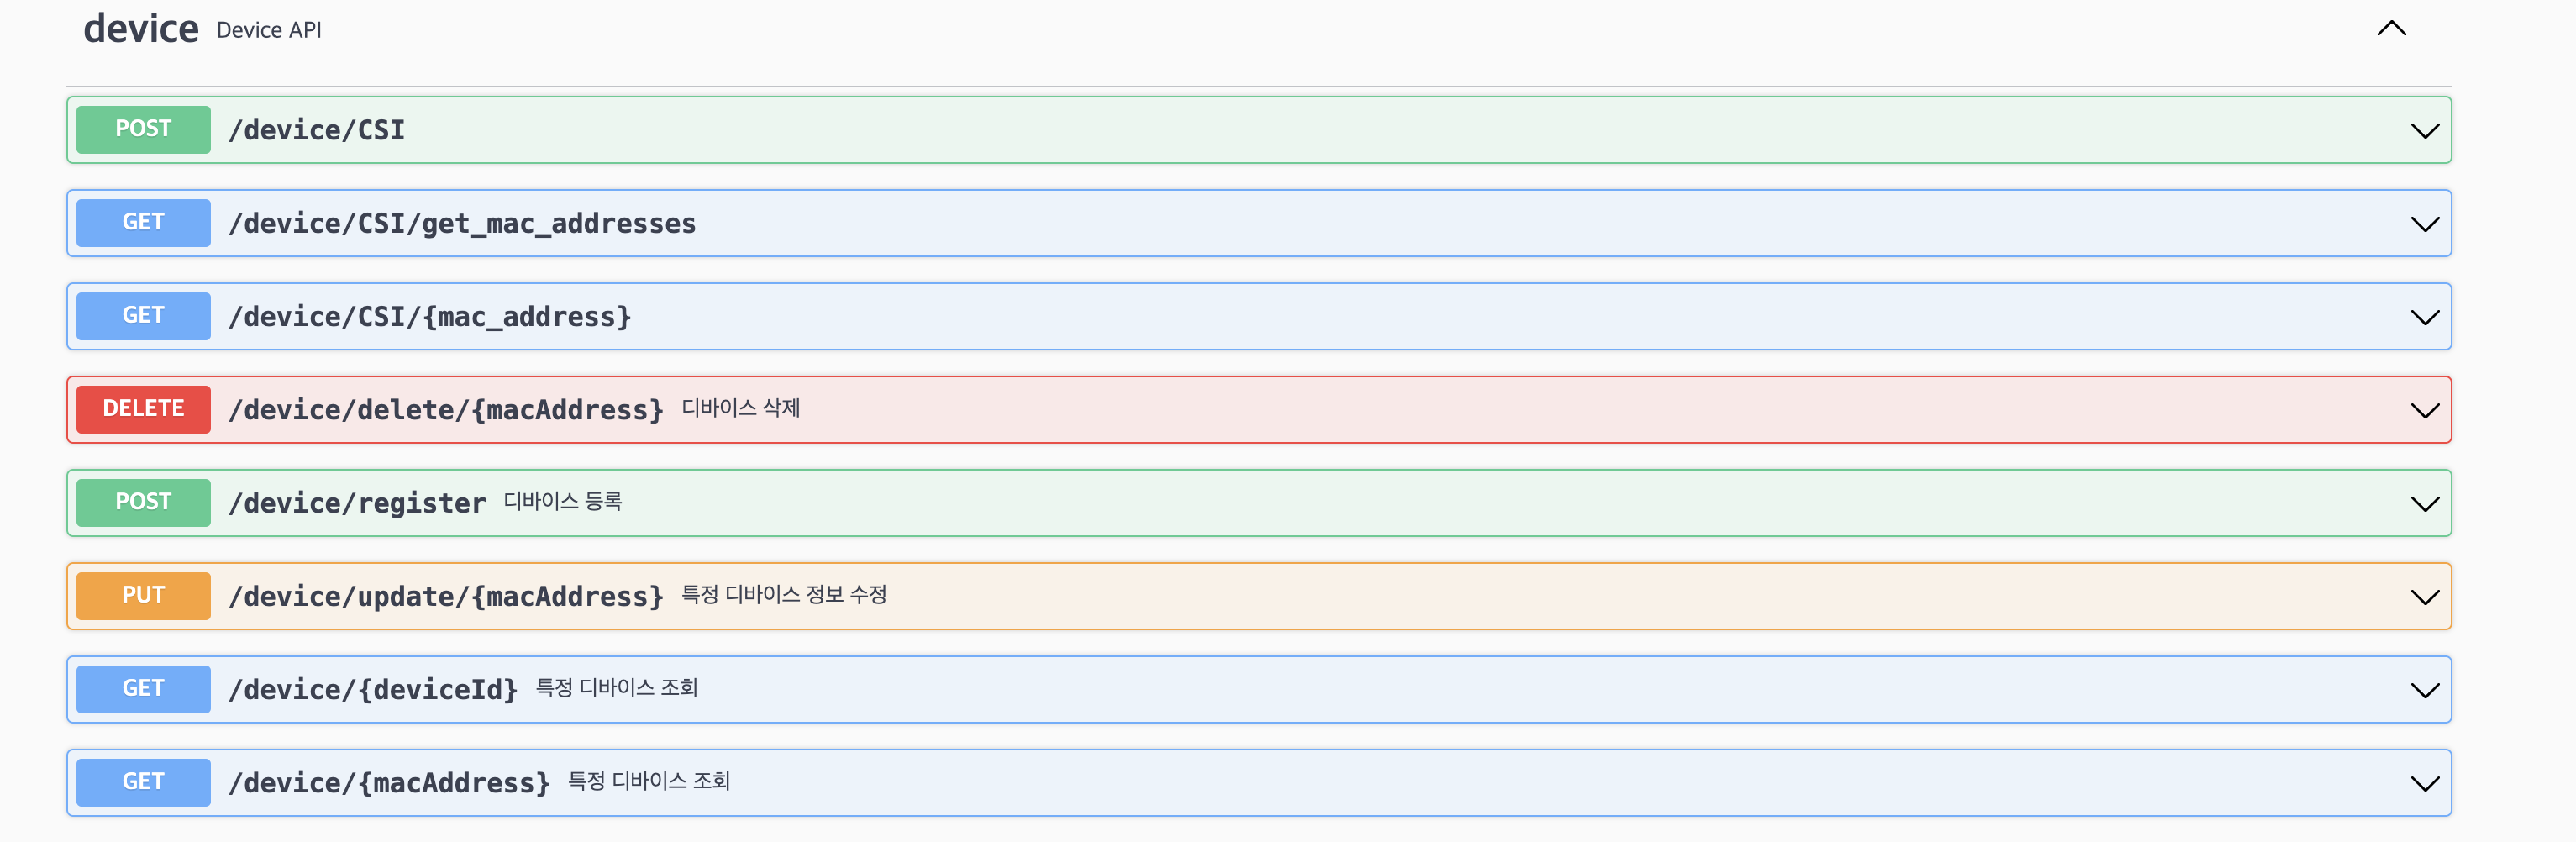 device Device API
POST /device/CSI
GET /device/CSI/get_mac_addresses
GET /device/CSI/{mac_address}
DELETE /device/delete/{macAddress} 디바이스 삭제
POST /device/register 디바이스 등록
PUT /device/update/{macAddress} 특정 디바이스 정보 수정
GET /device/{deviceId} 특정 디바이스 조회
GET /device/{macAddress} 특정 디바이스 조회